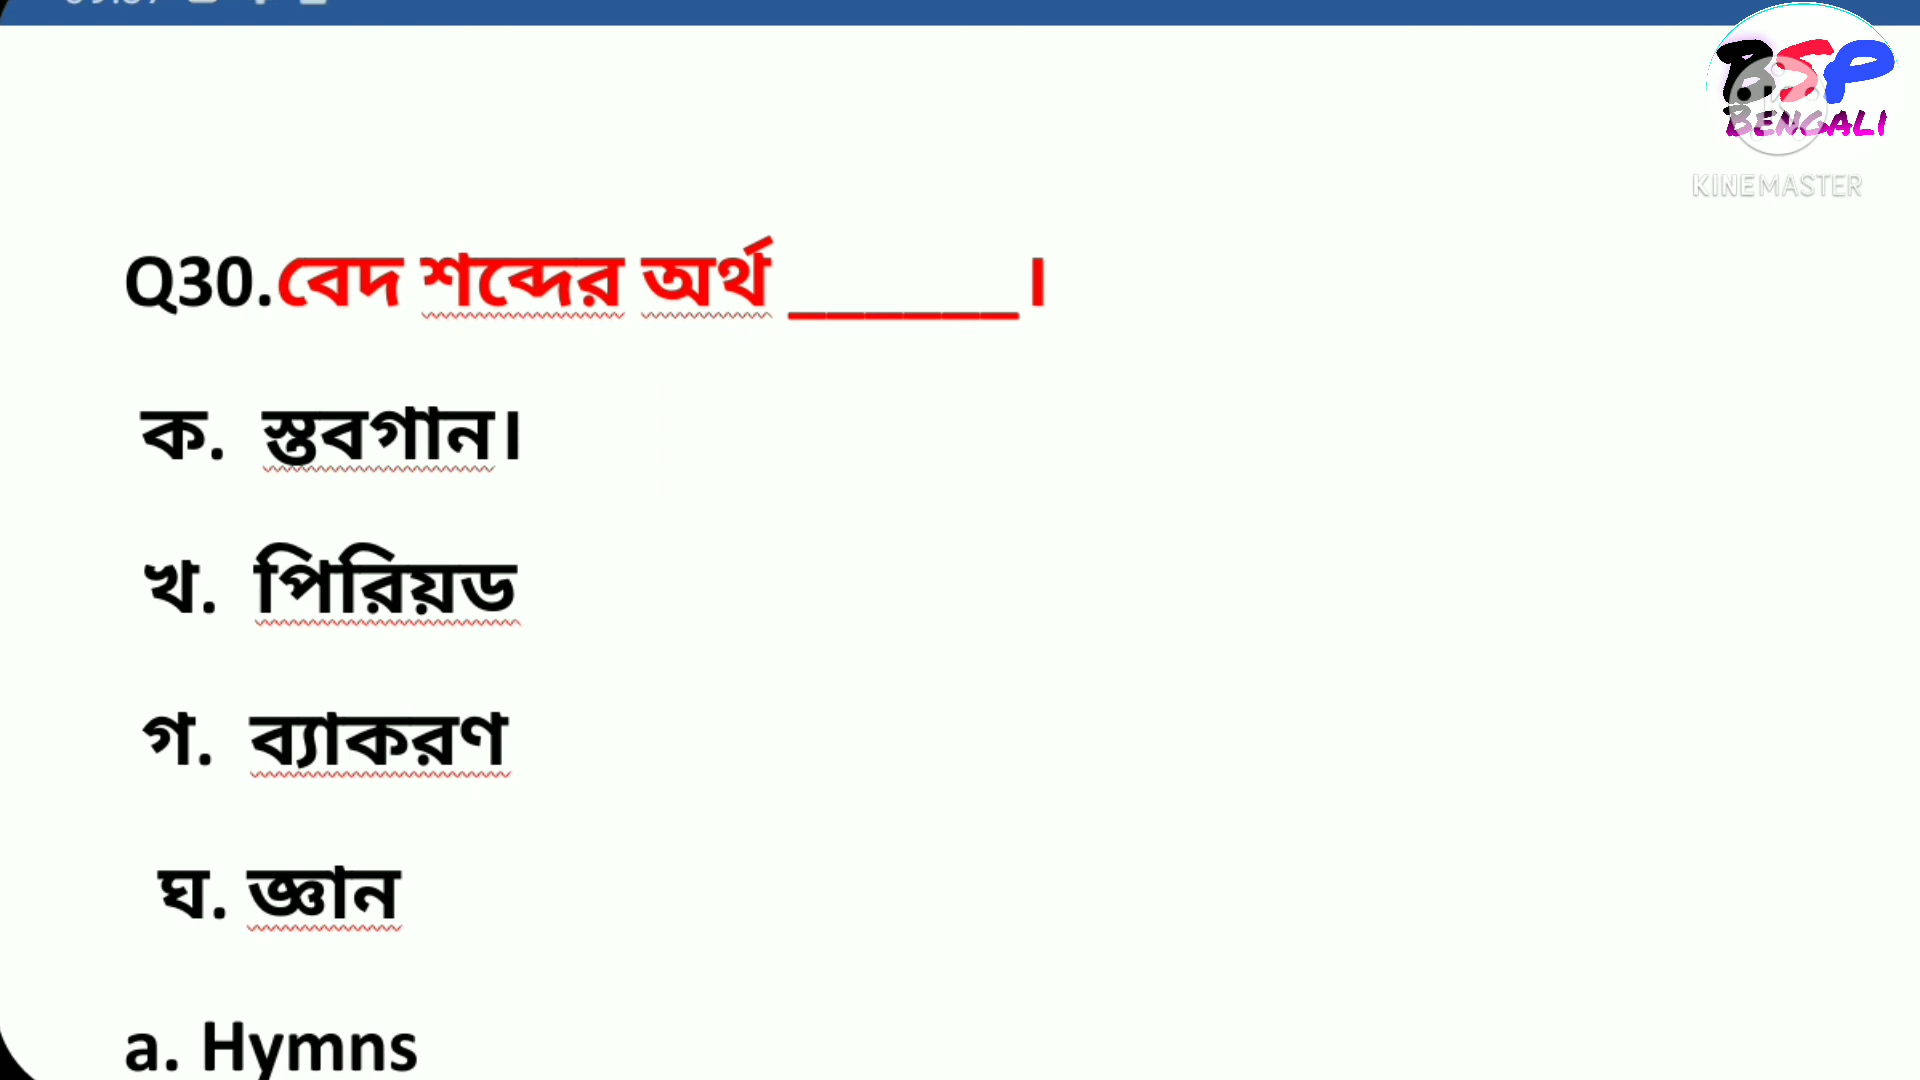 BSP
BENGALI
KINEMASTER
Q30.বেদ শব্দের অর্থ ______।
ক. স্তবগান।
খ. পিরিয়ড
গ. ব্যাকরণ
ঘ. জ্ঞান
a. Hymns